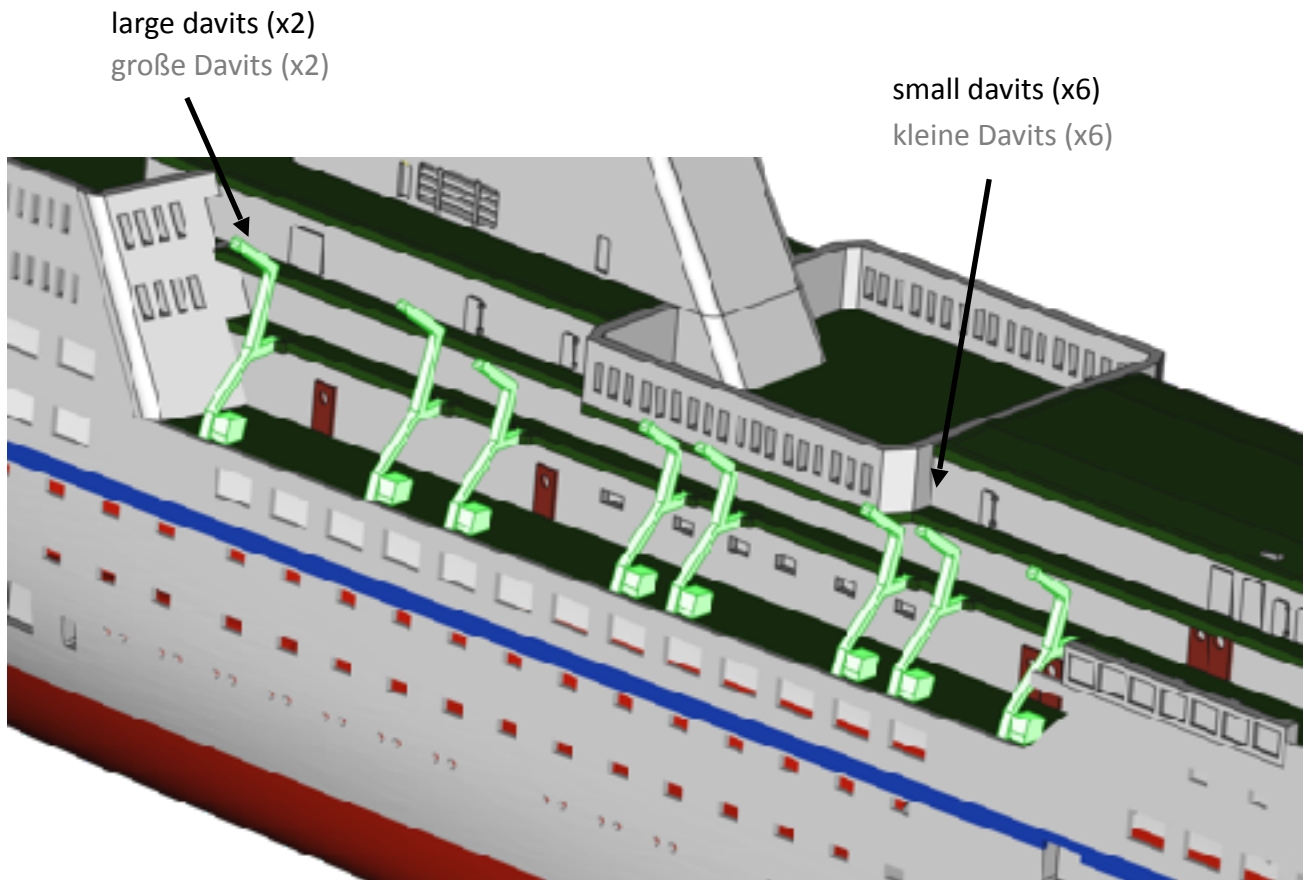 large davits (x2)
große Davits (x2)
small davits (x6)
kleine Davits (x6)